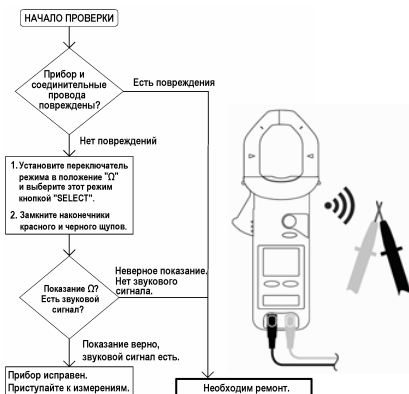 НАЧАЛО ПРОВЕРКИ
Прибор и
соединительные
провода
повреждены?
Есть повреждения
Нет повреждений
1. Установите переключатель
режима в положение "Ω"
и выберите этот режим
кнопкой "SELECT".
2. Замкните наконечники
красного и черного щупов.
Неверное показание.
Нет звукового
сигнала.
Показание Ω?
Есть звуковой
сигнал?
Показание верно,
звуковой сигнал есть.
Прибор исправен.
Приступайте к измерениям.
Необходим ремонт.